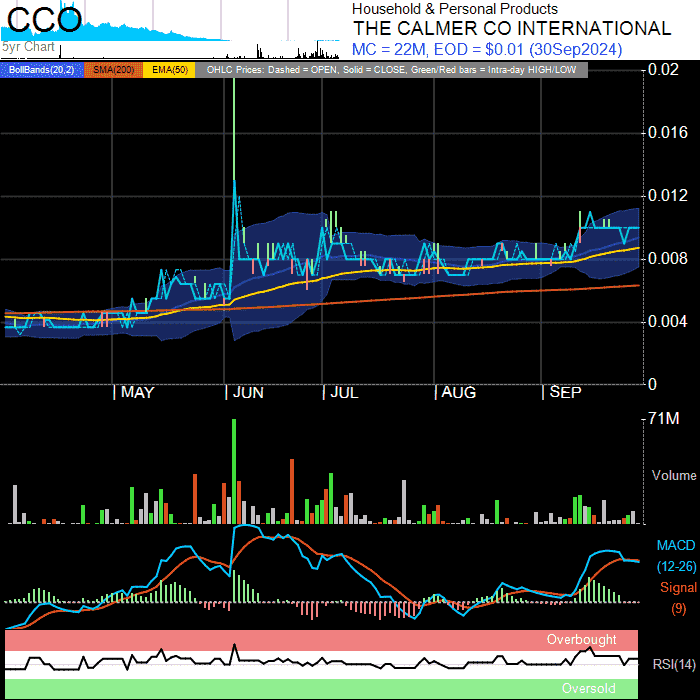 CCO
Household & Personal Products
THE CALMER CO INTERNATIONAL
5yr Chart
MC = 22M, EOD = $0.01 (30Sep2024)
BollBands(20,2) SMA(200) EMA(50) OHLC Prices: Dashed = OPEN, Solid = CLOSE, Green/Red bars = Intra-day HIGH/LOW
0.02
0.016
0.012
0.008
0.004
0
MAY JUN JUL AUG SEP
71M
Volume
MACD
(12-26)
Signal
(9)
Overbought
RSI(14)
Oversold